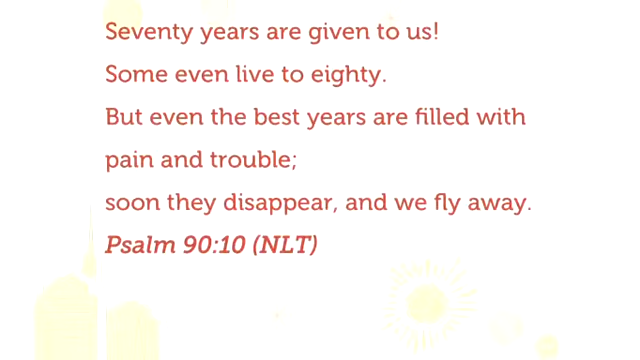 Seventy years are given to us!
Some even live to eighty.
But even the best years are filled with
pain and trouble;
soon they disappear, and we fly away.
Psalm 90:10 (NLT)